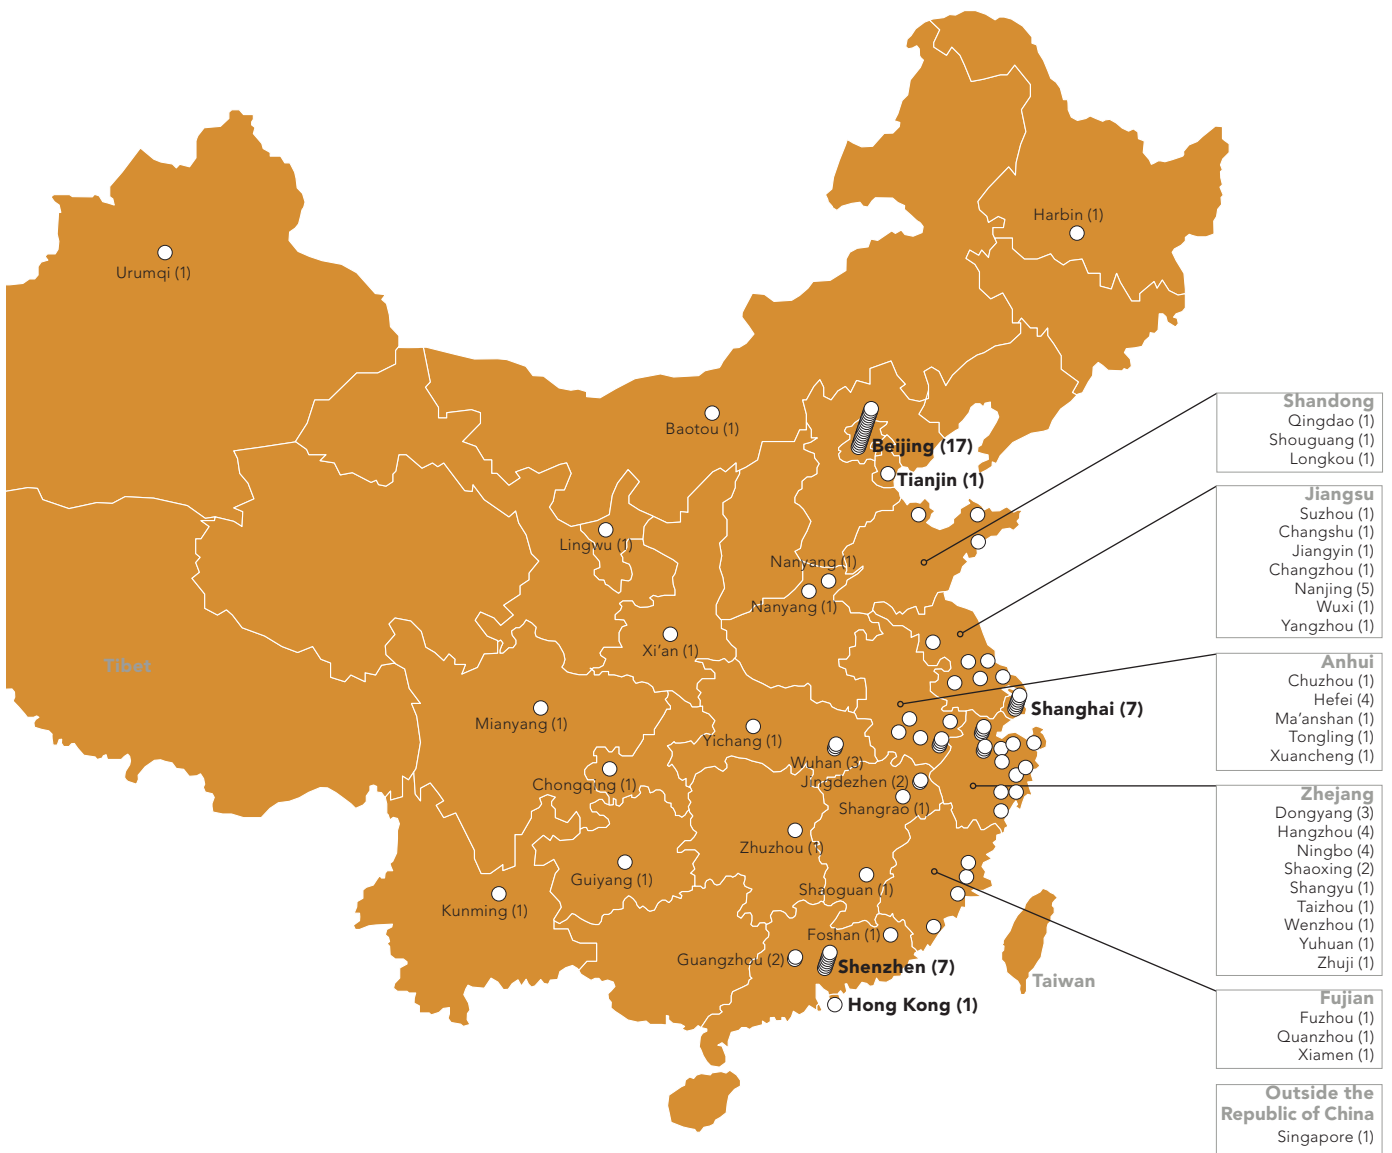 Harbin (1)
Urumqi (1)
Baotou (1)
Beijing (17)
Tianjin (1)
Lingwu (1)
Nanyang (1)
Nanyang (1)
Xi'an (1)
Tibet
Mianyang (1)
Yichang (1)
Shanghai (7)
Wuhan (3)
Chongqing (1)
Jingdezhen (2)
Shangrao (1)
Zhuzhou (1)
Guiyang (1)
Shaoguan (1)
Kunming (1)
Foshan (1)
Guangzhou (2)
Shenzhen (7)
Taiwan
Hong Kong (1)
Shandong
Qingdao (1)
Shouguang (1)
Longkou (1)
Jiangsu
Suzhou (1)
Changshu (1)
Jiangyin (1)
Changzhou (1)
Nanjing (5)
Wuxi (1)
Yangzhou (1)
Anhui
Chuzhou (1)
Hefei (4)
Ma'anshan (1)
Tongling (1)
Xuancheng (1)
Zhejang
Dongyang (3)
Hangzhou (4)
Ningbo (4)
Shaoxing (2)
Shangyu (1)
Taizhou (1)
Wenzhou (1)
Yuhuan (1)
Zhuji (1)
Fujian
Fuzhou (1)
Quanzhou (1)
Xiamen (1)
Outside the
Republic of China
Singapore (1)